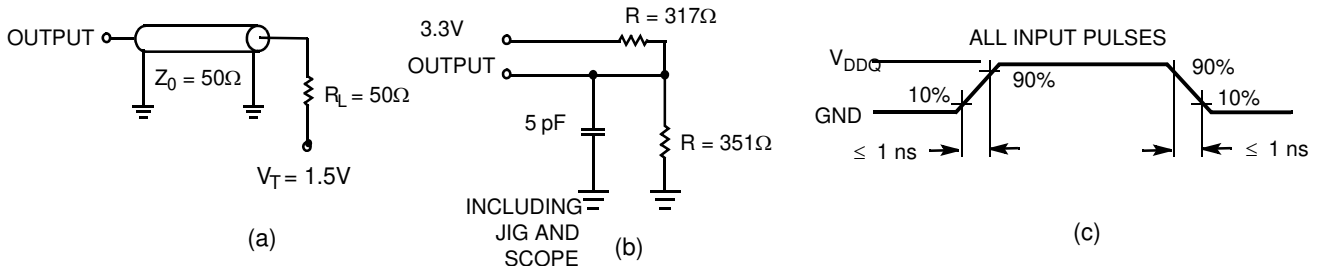 OUTPUT
Z0 = 50Ω
RL = 50Ω
VT = 1.5V
(a)
3.3V
R = 317Ω
OUTPUT
5 pF
R = 351Ω
INCLUDING
JIG AND
SCOPE
(b)
ALL INPUT PULSES
VDDQ
GND
10%
90%
90%
10%
≤ 1 ns
≤ 1 ns
(c)